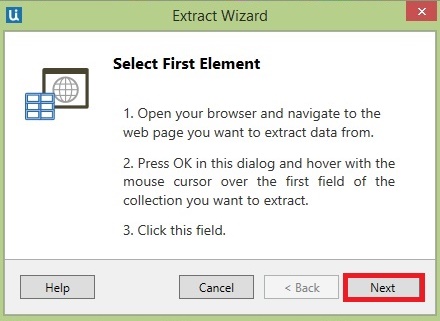 Ui
Extract Wizard
Select First Element
1. Open your browser and navigate to the
web page you want to extract data from.
2. Press OK in this dialog and hover with the
mouse cursor over the first field of the
collection you want to extract.
3. Click this field.
Help Cancel < Back Next